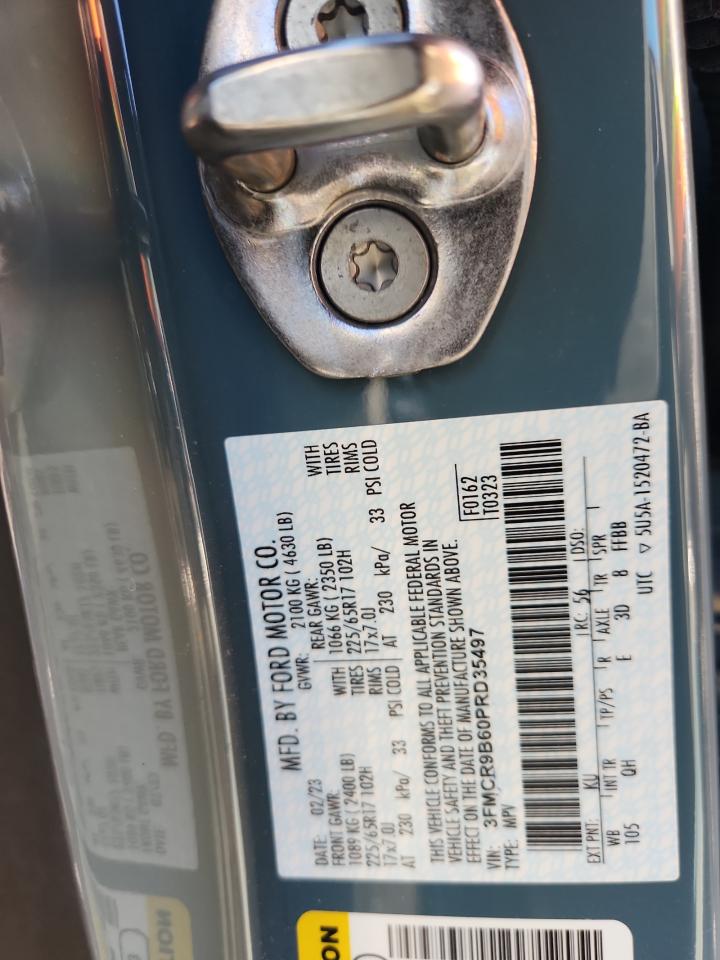 MFD. BY FORD MOTOR CO.
DATE: 02/23 GVWR: 2100 KG ( 4630 LB)
FRONT GAWR: REAR GAWR:
1089 KG ( 2400 LB) WITH 1066 KG ( 2350 LB) WITH
225/65R17 102H TIRES 225/65R17 102H TIRES
17x7.0J RIMS 17x7.0J RIMS
AT 230 kPa/ 33 PSI COLD AT 230 kPa/ 33 PSI COLD
THIS VEHICLE CONFORMS TO ALL APPLICABLE FEDERAL MOTOR
VEHICLE SAFETY AND THEFT PREVENTION STANDARDS IN
EFFECT ON THE DATE OF MANUFACTURE SHOWN ABOVE.
VIN: 3FMCR9B60PRD35497 F0162
TYPE: MPV T0323
EXT PNT: KU RC: 56 DSO:
WB INT TR TP/PS R AXLE TR SPR
105 QH E 3D 8 FFBB
UTC ▽ 5U5A-1520472-BA